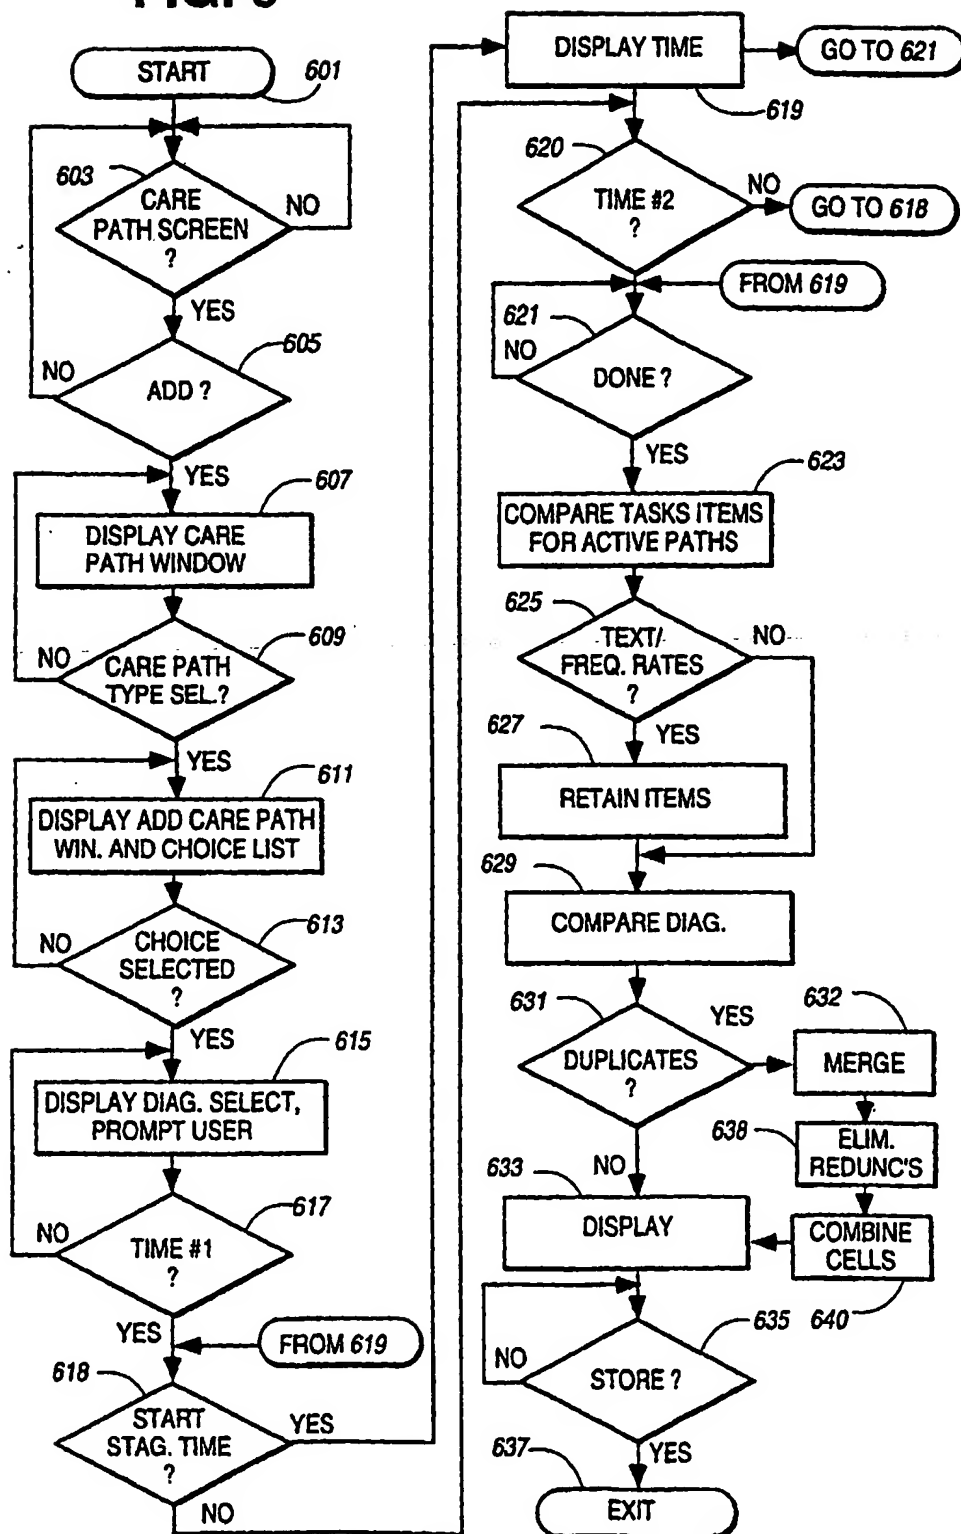 START
601
603
CARE
PATH SCREEN
?
NO
YES
605
NO
ADD ?
YES
607
DISPLAY CARE
PATH WINDOW
609
NO
CARE PATH
TYPE SEL.?
YES
611
DISPLAY ADD CARE PATH
WIN. AND CHOICE LIST
613
NO
CHOICE
SELECTED
?
YES
615
DISPLAY DIAG. SELECT,
PROMPT USER
617
NO
TIME #1
?
YES
FROM 619
618
START
STAG. TIME
?
YES
NO
DISPLAY TIME
GO TO 621
619
620
TIME #2
?
NO
GO TO 618
FROM 619
621
NO
DONE ?
YES
623
COMPARE TASKS ITEMS
FOR ACTIVE PATHS
625
TEXT/
FREQ. RATES
?
NO
627
YES
RETAIN ITEMS
629
COMPARE DIAG.
631
DUPLICATES
?
YES
632
MERGE
638
ELIM.
REDUNC'S
NO
633
DISPLAY
COMBINE
CELLS
640
635
NO
STORE ?
YES
637
EXIT